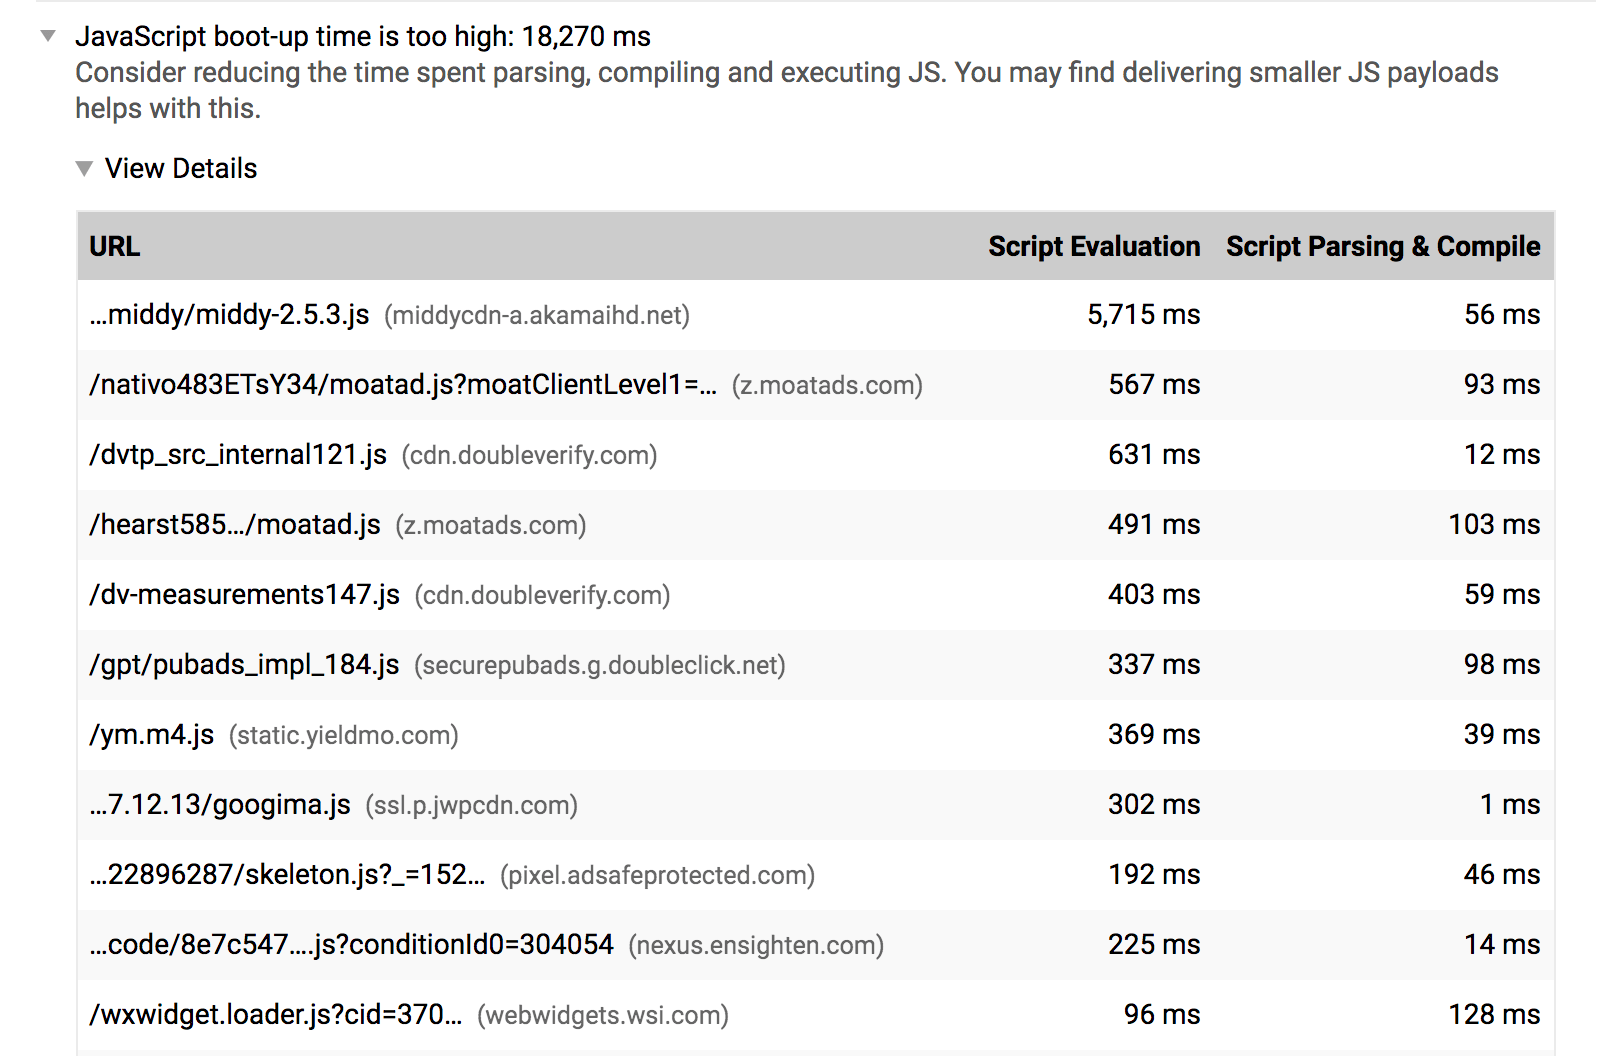 JavaScript boot-up time is too high: 18,270 ms
Consider reducing the time spent parsing, compiling and executing JS. You may find delivering smaller JS payloads
helps with this.
View Details
URL Script Evaluation Script Parsing & Compile
…middy/middy-2.5.3.js (middycdn-a.akamaihd.net) 5,715 ms 56 ms
/nativo483ETsY34/moatad.js?moatClientLevel1=… (z.moatads.com) 567 ms 93 ms
/dvtp_src_internal121.js (cdn.doubleverify.com) 631 ms 12 ms
/hearst585…/moatad.js (z.moatads.com) 491 ms 103 ms
/dv-measurements147.js (cdn.doubleverify.com) 403 ms 59 ms
/gpt/pubads_impl_184.js (securepubads.g.doubleclick.net) 337 ms 98 ms
/ym.m4.js (static.yieldmo.com) 369 ms 39 ms
…7.12.13/googima.js (ssl.p.jwpcdn.com) 302 ms 1 ms
…22896287/skeleton.js?_=152… (pixel.adsafeprotected.com) 192 ms 46 ms
…code/8e7c547….js?conditionId0=304054 (nexus.ensighten.com) 225 ms 14 ms
/wxwidget.loader.js?cid=370… (webwidgets.wsi.com) 96 ms 128 ms